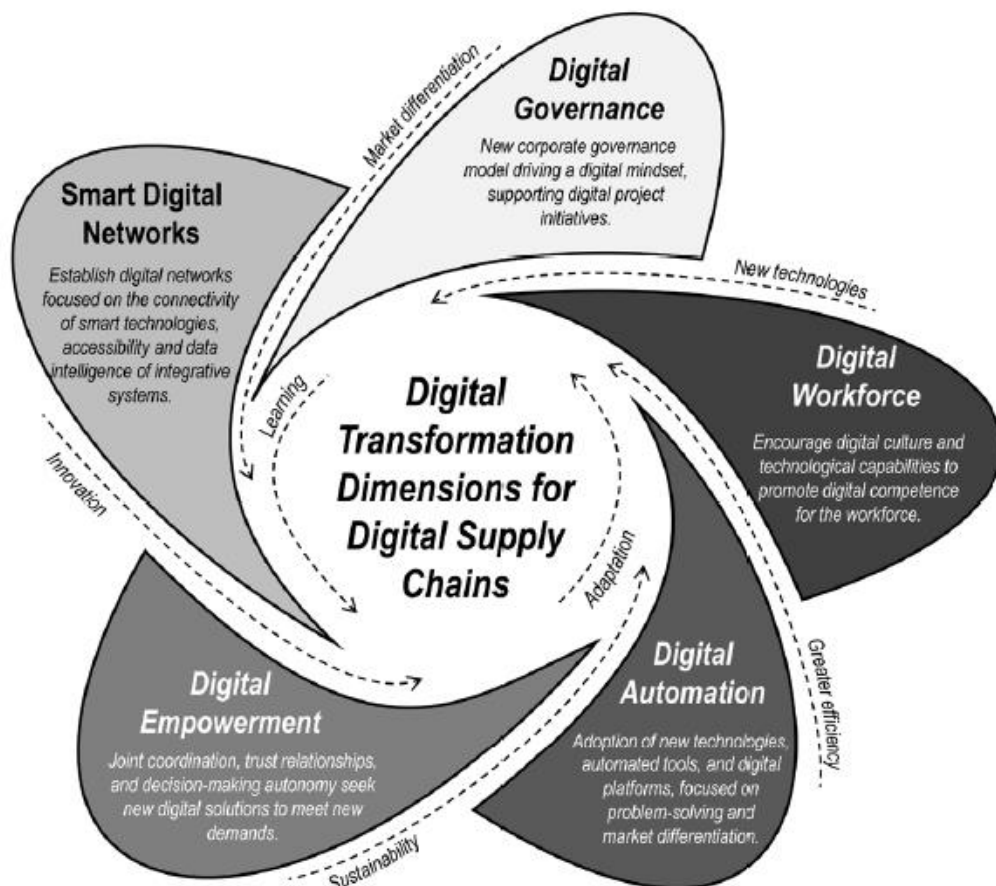 Market differentiation
Digital
Governance
New corporate governance
model driving a digital mindset,
supporting digital project
initiatives.
Smart Digital
Networks
Establish digital networks
focused on the connectivity
of smart technologies,
accessibility and data
intelligence of integrative
systems.
New technologies
Digital
Workforce
Encourage digital culture and
technological capabilities to
promote digital competence
for the workforce.
Learning
Digital
Transformation
Dimensions for
Digital Supply
Chains
Adaptation
Innovation
Digital
Empowerment
Joint coordination, trust relationships,
and decision-making autonomy seek
new digital solutions to meet new
demands.
Digital
Automation
Adoption of new technologies,
automated tools, and digital
platforms, focused on
problem-solving and
market differentiation.
Greater efficiency
Sustainability